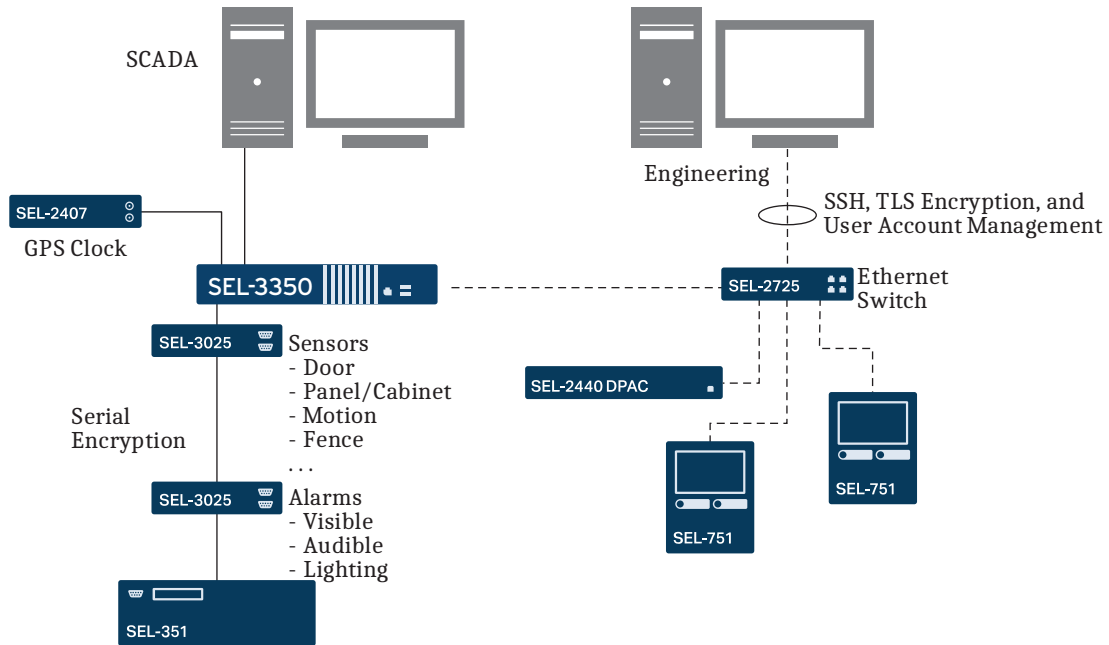 SCADA
Engineering
SSH, TLS Encryption, and
User Account Management
SEL-2407
GPS Clock
SEL-3350
SEL-2725
Ethernet
Switch
SEL-3025
Sensors
- Door
- Panel/Cabinet
- Motion
- Fence
...
Serial
Encryption
SEL-2440 DPAC
SEL-751
SEL-751
SEL-3025
Alarms
- Visible
- Audible
- Lighting
SEL-351